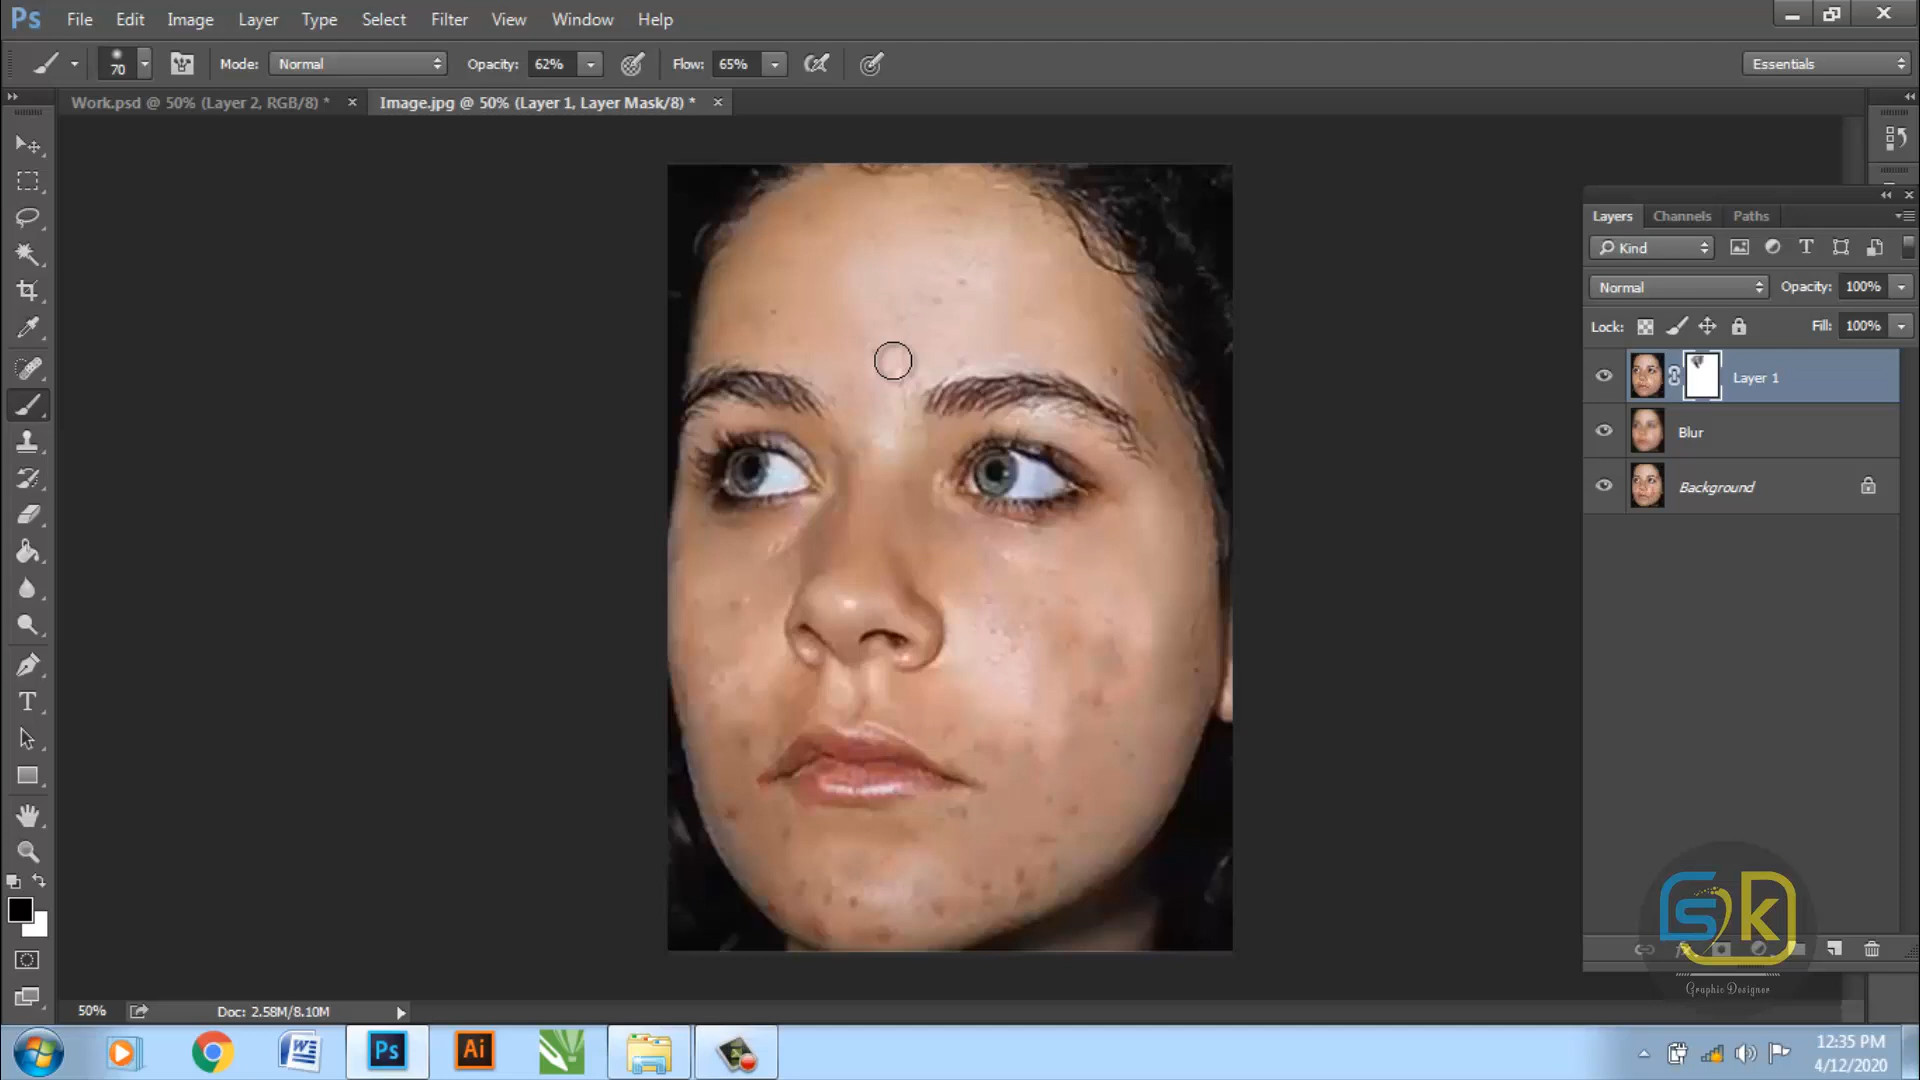 Ps File Edit Image Layer Type Select Filter View Window Help
70 Mode: Normal Opacity: 62% Flow: 65% Essentials
Work.psd @ 50% (Layer 2, RGB/8) * × Image.jpg @ 50% (Layer 1, Layer Mask/8) * ×
Layers Channels Paths
Kind
Normal Opacity: 100%
Lock: Fill: 100%
Layer 1
Blur
Background
SK
Graphic Designer
50% Doc: 2.58M/8.10M
Ps Ai
12:35 PM
4/12/2020